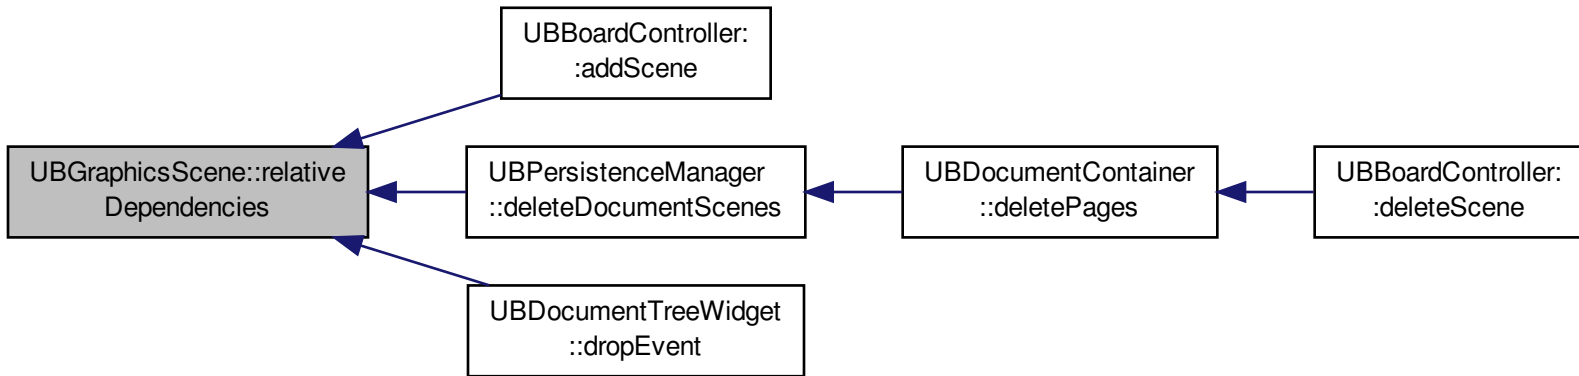 UBBoardController:
:addScene
UBGraphicsScene::relative
Dependencies
UBPersistenceManager
::deleteDocumentScenes
UBDocumentContainer
::deletePages
UBBoardController:
:deleteScene
UBDocumentTreeWidget
::dropEvent